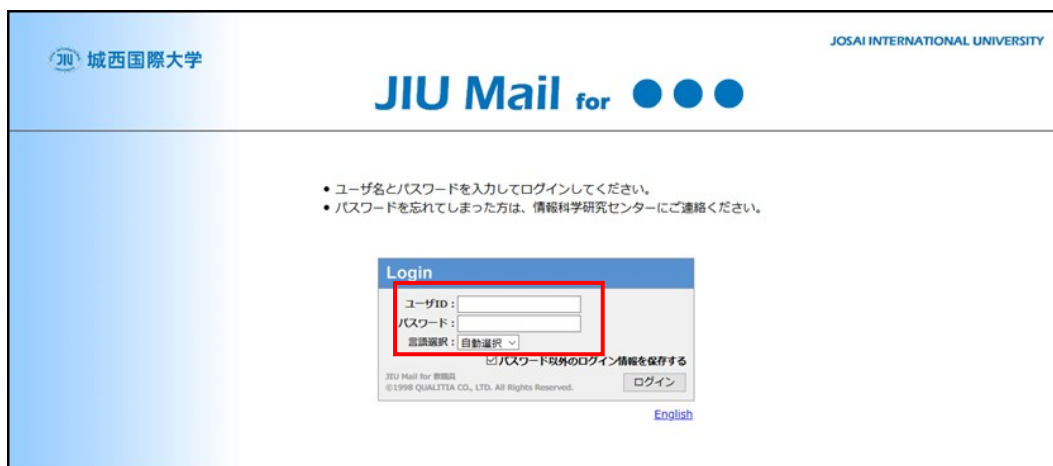 JIU 城西国際大学
JOSAI INTERNATIONAL UNIVERSITY
JIU Mail for ●●●
• ユーザ名とパスワードを入力してログインしてください。
• パスワードを忘れてしまった方は、情報科学研究センターにご連絡ください。
Login
ユーザID：
パスワード：
言語選択： 自動選択
パスワード以外のログイン情報を保存する
JIU Mail for 教職員
©1998 QUALITIA CO., LTD. All Rights Reserved.
ログイン
English